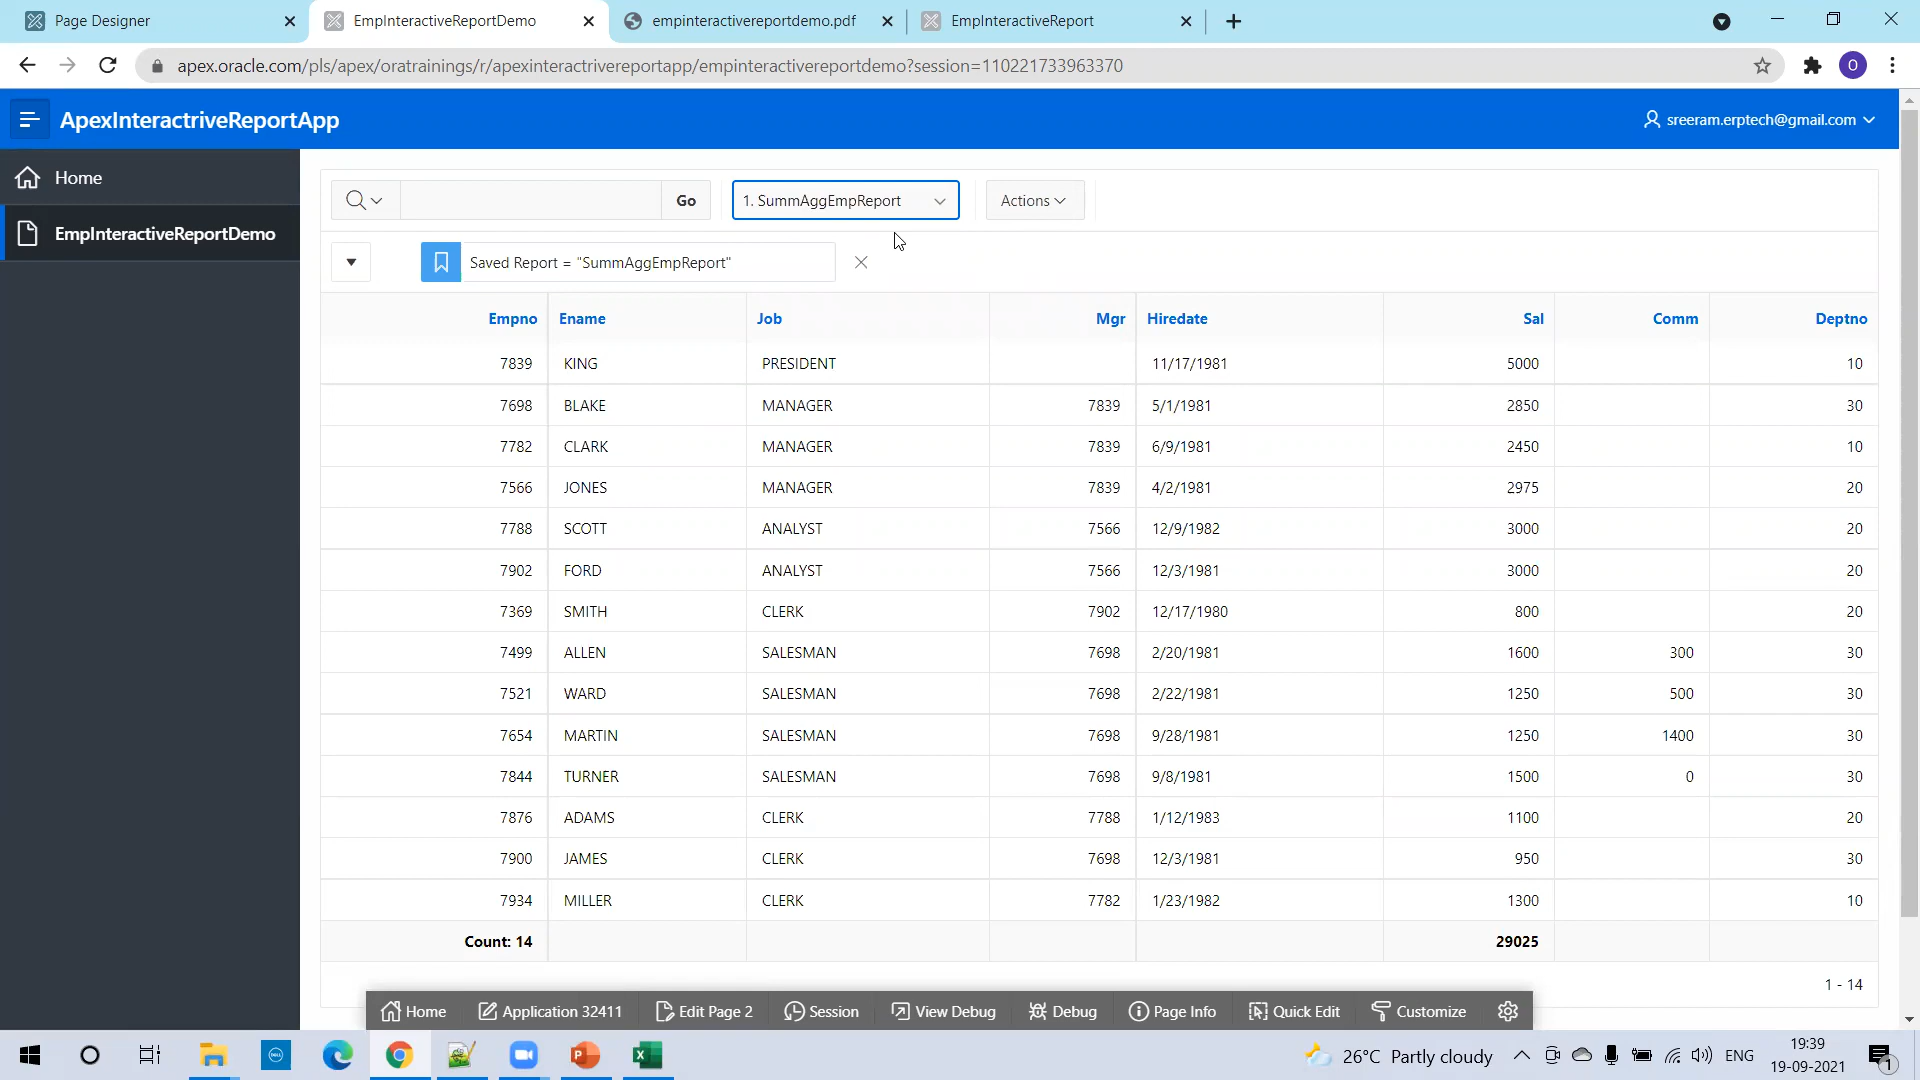 Page Designer
EmpInteractiveReportDemo
empinteractivereportdemo.pdf
EmpInteractiveReport
apex.oracle.com/pls/apex/oratrainings/r/apexinteractrivereportapp/empinteractivereportdemo?session=110221733963370
O
ApexInteractriveReportApp
sreeram.erptech@gmail.com
Home
EmpInteractiveReportDemo
Go
1. SummAggEmpReport
Actions
Saved Report = "SummAggEmpReport"
Empno Ename Job Mgr Hiredate Sal Comm Deptno
7839 KING PRESIDENT 11/17/1981 5000 10
7698 BLAKE MANAGER 7839 5/1/1981 2850 30
7782 CLARK MANAGER 7839 6/9/1981 2450 10
7566 JONES MANAGER 7839 4/2/1981 2975 20
7788 SCOTT ANALYST 7566 12/9/1982 3000 20
7902 FORD ANALYST 7566 12/3/1981 3000 20
7369 SMITH CLERK 7902 12/17/1980 800 20
7499 ALLEN SALESMAN 7698 2/20/1981 1600 300 30
7521 WARD SALESMAN 7698 2/22/1981 1250 500 30
7654 MARTIN SALESMAN 7698 9/28/1981 1250 1400 30
7844 TURNER SALESMAN 7698 9/8/1981 1500 0 30
7876 ADAMS CLERK 7788 1/12/1983 1100 20
7900 JAMES CLERK 7698 12/3/1981 950 30
7934 MILLER CLERK 7782 1/23/1982 1300 10
Count: 14 29025
1 - 14
Home Application 32411 Edit Page 2 Session View Debug Debug Page Info Quick Edit Customize
DELL
26°C Partly cloudy
ENG
19:39
19-09-2021
1